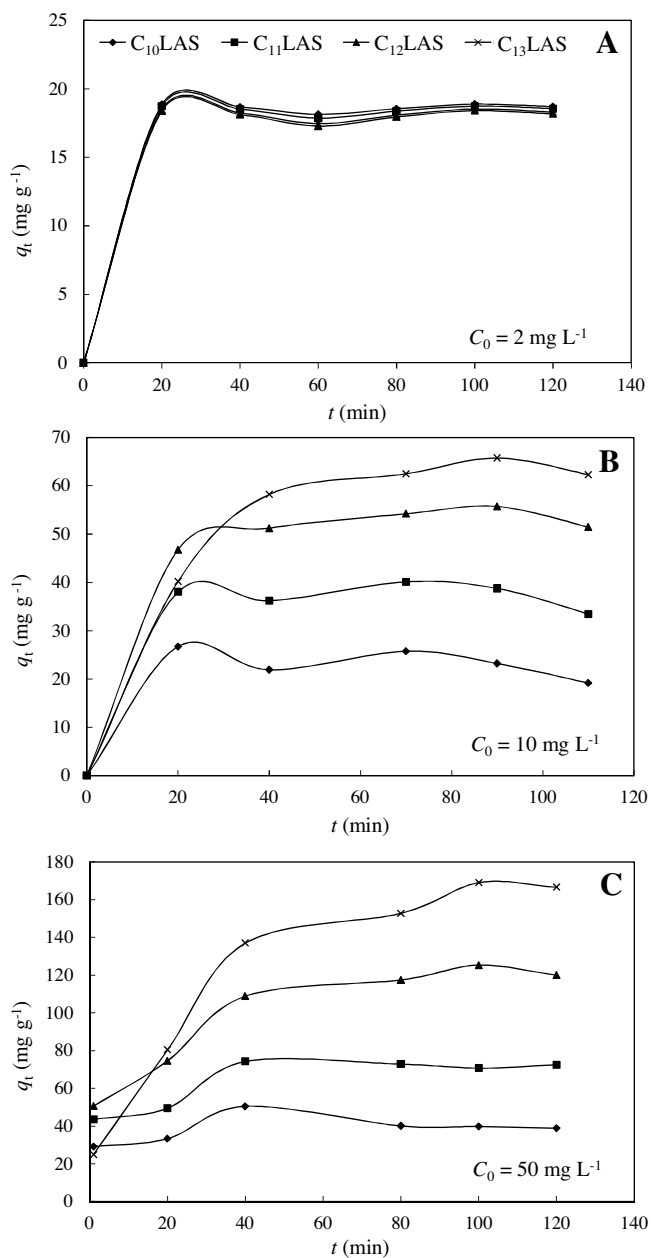 C₁₀LAS C₁₁LAS C₁₂LAS C₁₃LAS
A
25
20
15
10
5
0
qₜ (mg g⁻¹)
C₀ = 2 mg L⁻¹
0 20 40 60 80 100 120 140
t (min)
B
70
60
50
40
30
20
10
0
qₜ (mg g⁻¹)
C₀ = 10 mg L⁻¹
0 20 40 60 80 100 120
t (min)
C
180
160
140
120
100
80
60
40
20
0
qₜ (mg g⁻¹)
C₀ = 50 mg L⁻¹
0 20 40 60 80 100 120 140
t (min)